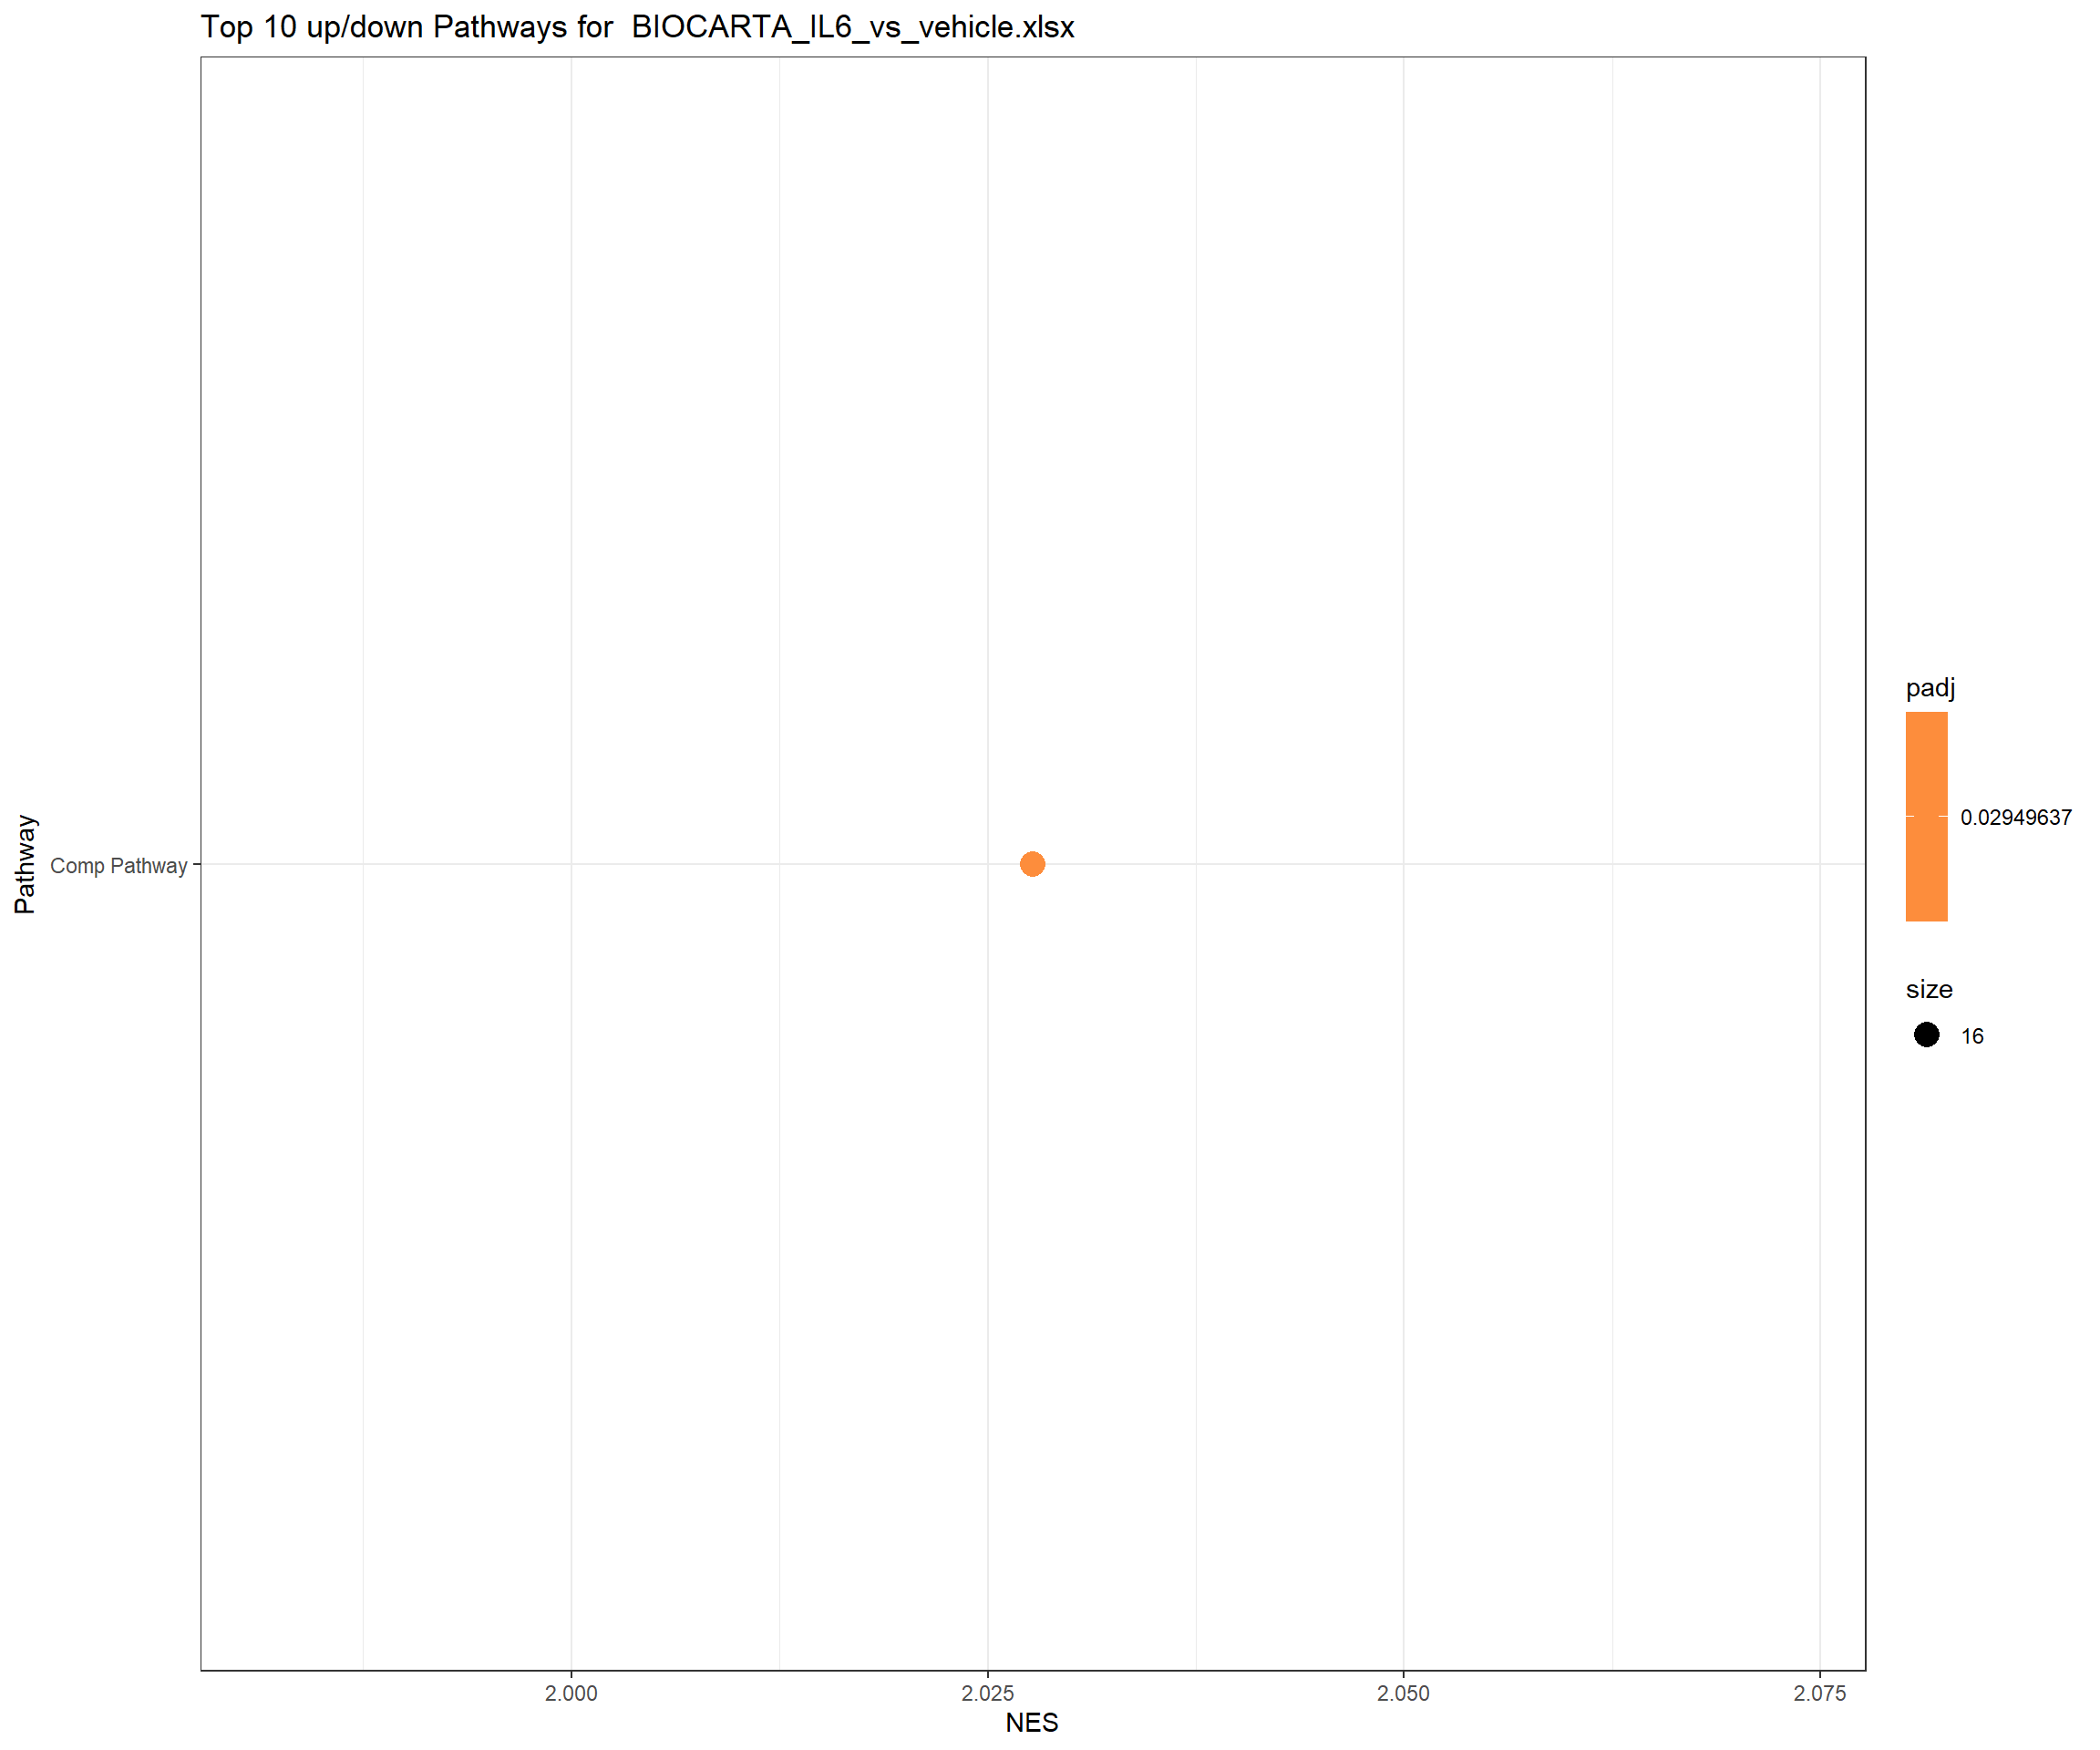 Top 10 up/down Pathways for  BIOCARTA_IL6_vs_vehicle.xlsx
Pathway
Comp Pathway
2.000
2.025
2.050
2.075
NES
padj
0.02949637
size
16